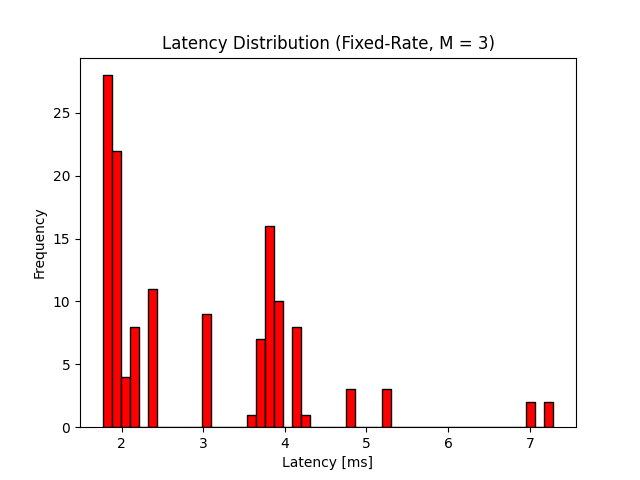 Latency Distribution (Fixed-Rate, M = 3)
Frequency
25
20
15
10
5
0
2 3 4 5 6 7
Latency [ms]